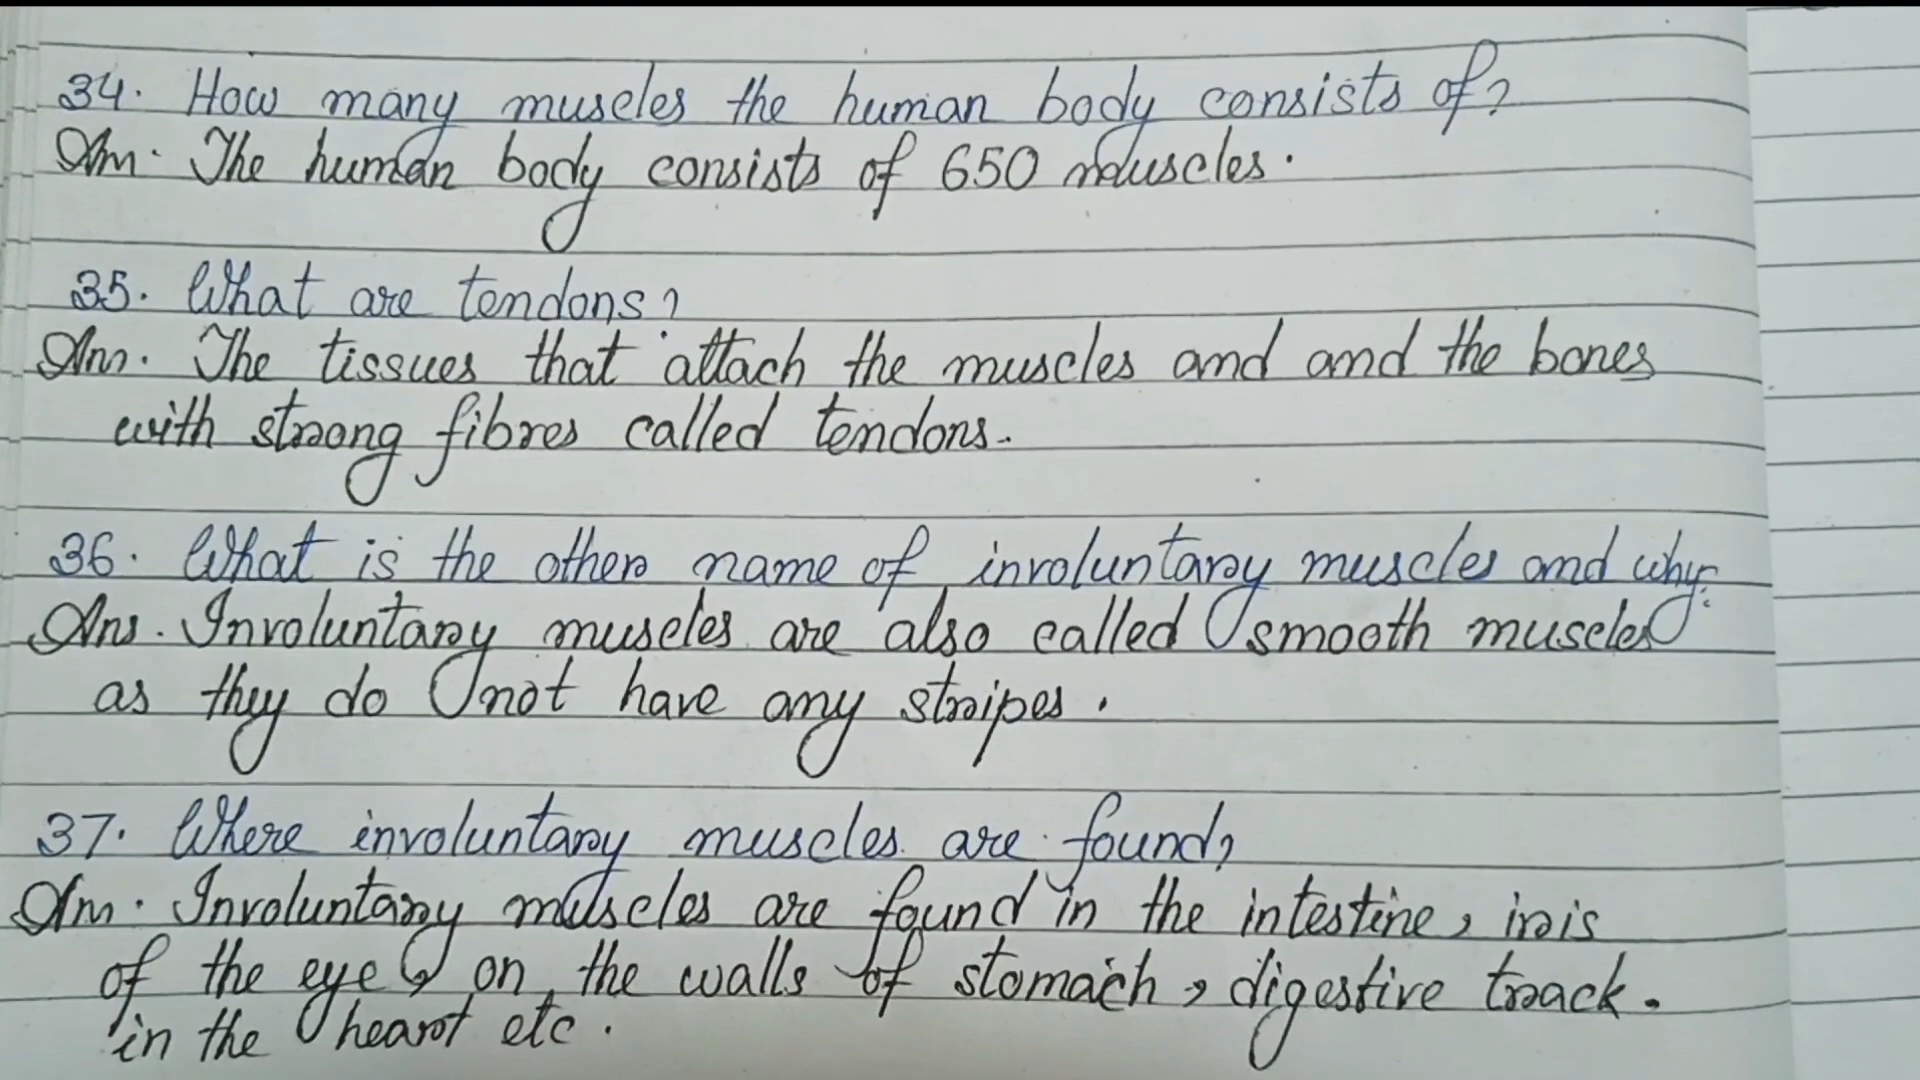 34. How many muscles the human body consists of?
Ans. The human body consists of 650 muscles.
35. What are tendons?
Ans. The tissues that attach the muscles and and the bones
with strong fibres called tendons.
36. What is the other name of involuntary muscles and why?
Ans. Involuntary muscles are also called smooth muscles
as they do not have any stripes.
37. Where involuntary muscles are found?
Ans. Involuntary muscles are found in the intestine, iris
of the eye, on the walls of stomach, digestive track.
in the heart etc.